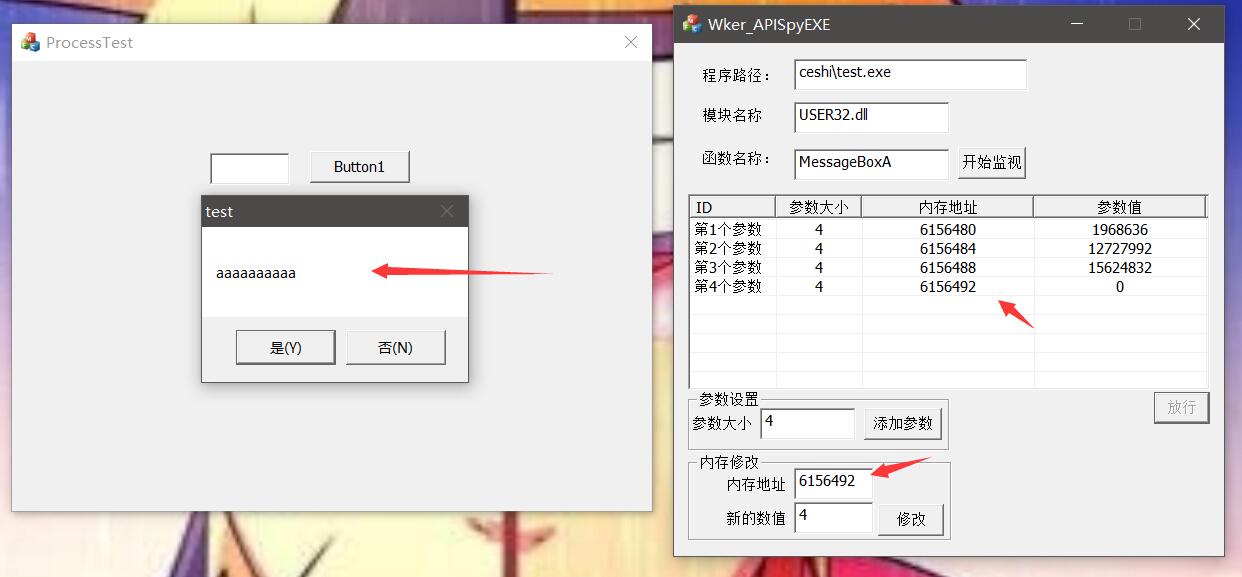 ProcessTest
Button1
test
aaaaaaaaaa
是(Y) 否(N)
Wker_APISpyEXE
程序路径： ceshi\test.exe
模块名称 USER32.dll
函数名称： MessageBoxA 开始监视
ID 参数大小 内存地址 参数值
第1个参数 4 6156480 1968636
第2个参数 4 6156484 12727992
第3个参数 4 6156488 15624832
第4个参数 4 6156492 0
参数设置
参数大小 4 添加参数
放行
内存修改
内存地址 6156492
新的数值 4 修改